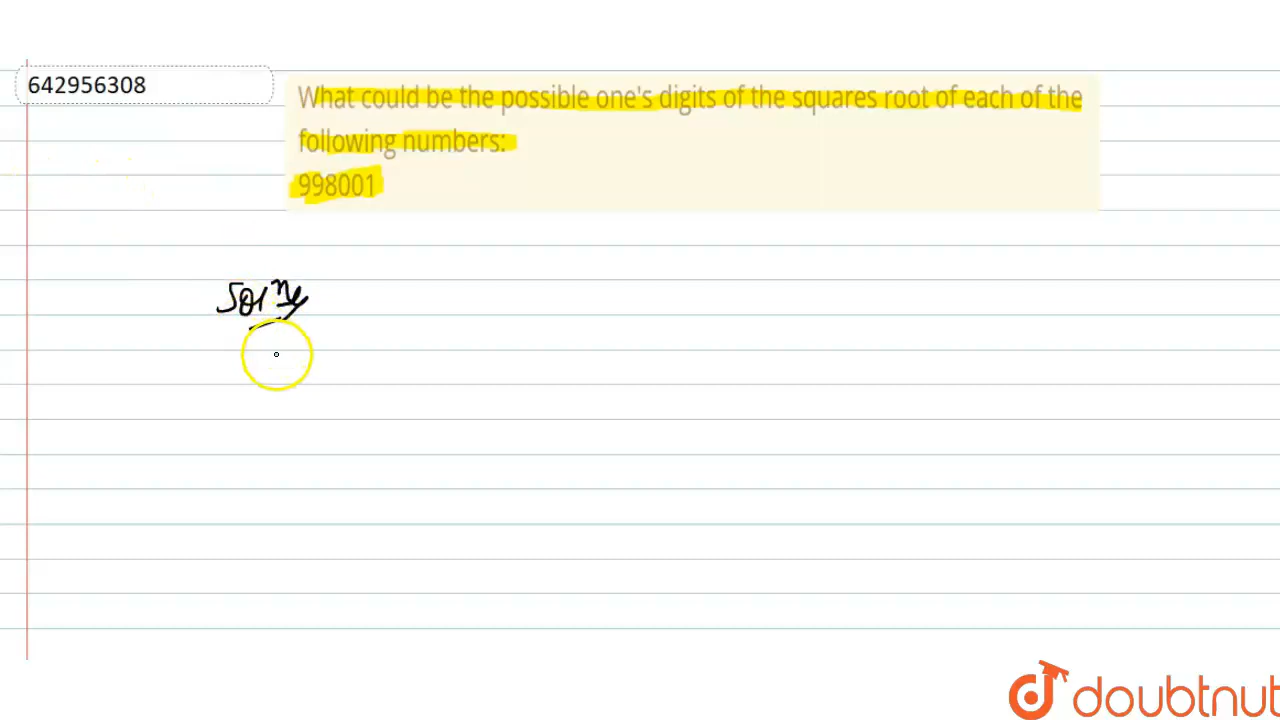 642956308
What could be the possible one's digits of the squares root of each of the
following numbers:
998001
Solⁿ
doubtnut